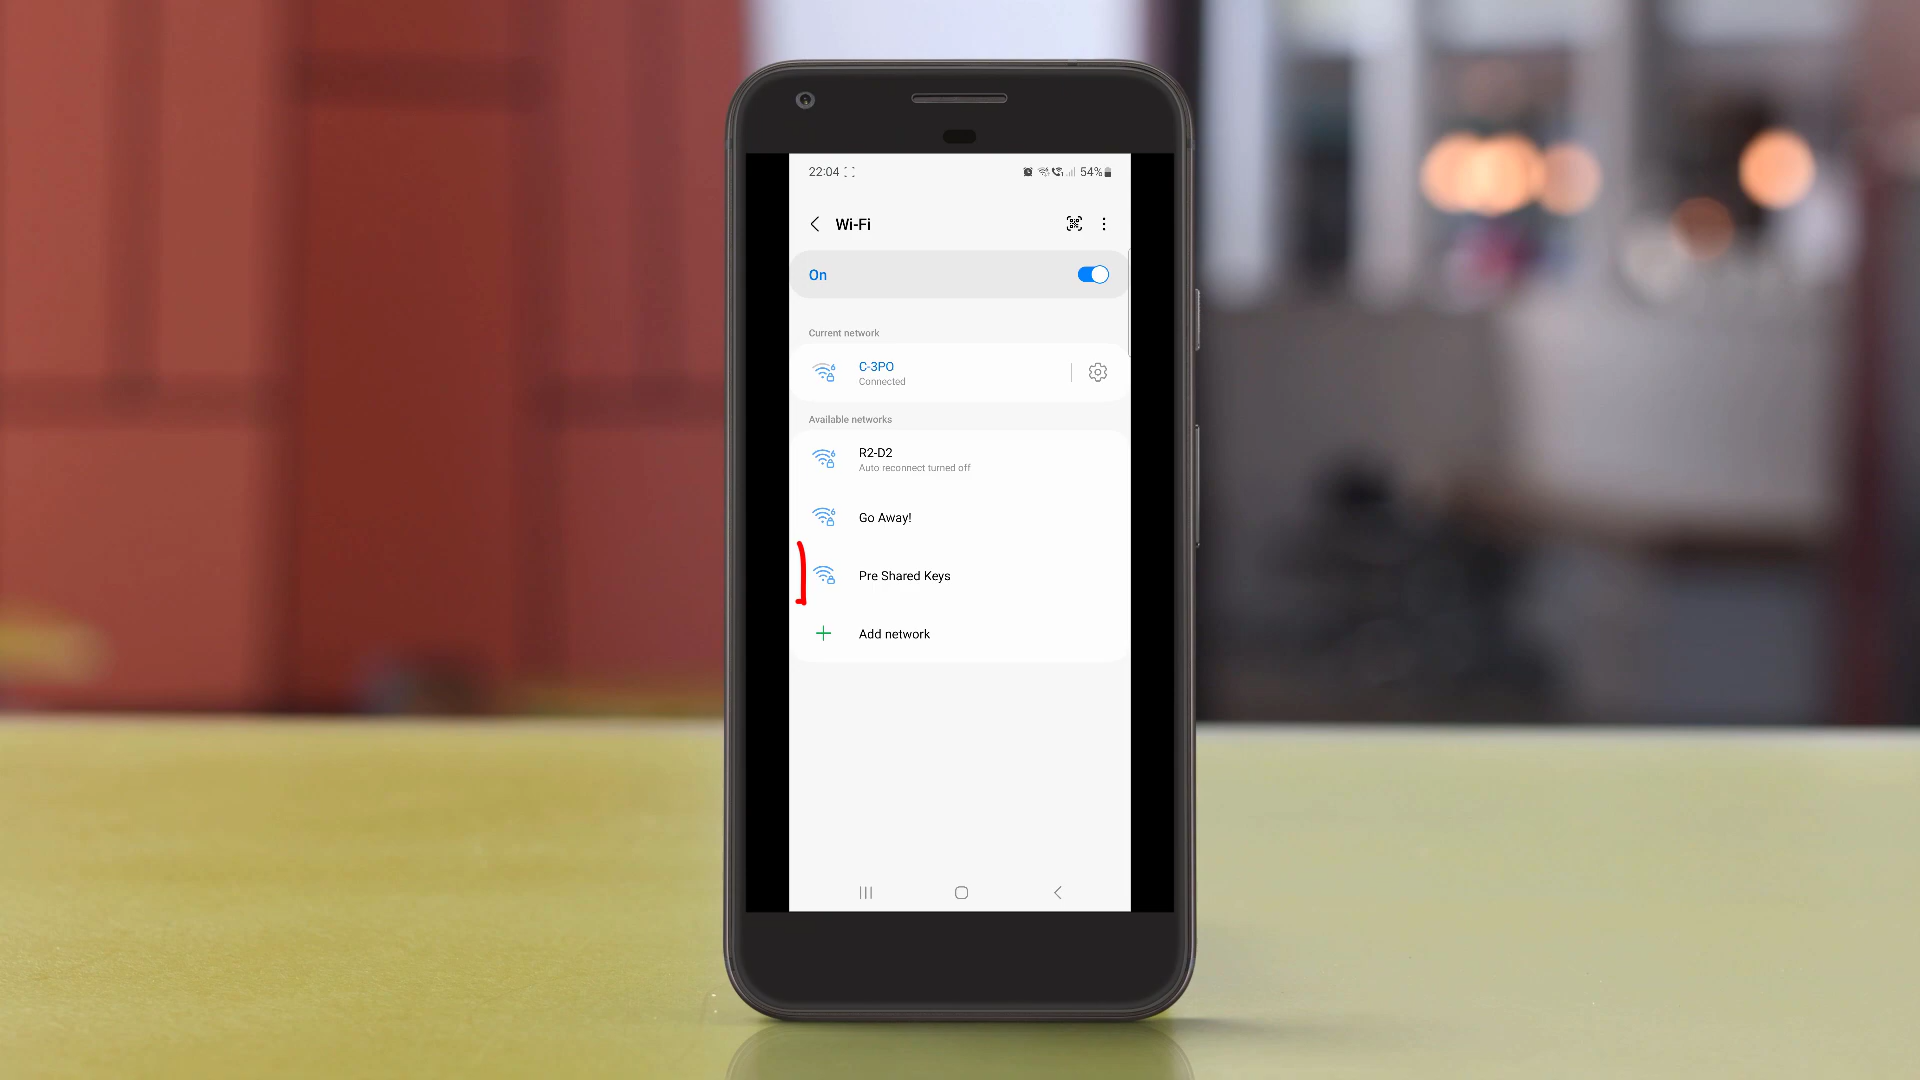 22:04 54%
Wi-Fi
On
Current network
C-3PO
Connected
Available networks
R2-D2
Auto reconnect turned off
Go Away!
Pre Shared Keys
Add network